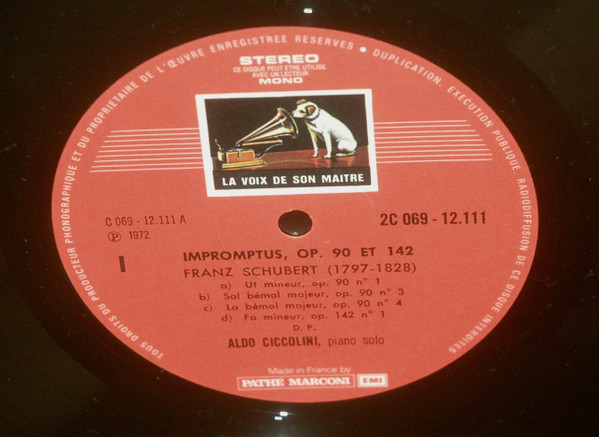 TOUS DROITS DU PRODUCTEUR PHONOGRAPHIQUE ET DU PROPRIETAIRE DE L'ŒUVRE ENREGISTREE RESERVES • DUPLICATION, EXECUTION PUBLIQUE, RADIODIFFUSION DE CE DISQUE INTERDITES
STEREO
CE DISQUE PEUT ETRE UTILISE
AVEC UN LECTEUR
MONO
LA VOIX DE SON MAITRE
C 069 - 12.111 A
2C 069 - 12.111
Ⓟ 1972
I
IMPROMPTUS, OP. 90 ET 142
FRANZ SCHUBERT (1797-1828)
a) Ut mineur, op. 90 n° 1
b) Sol bémol majeur, op. 90 n° 3
c) La bémol majeur, op. 90 n° 4
d) Fa mineur, op. 142 n° 1
D. P.
ALDO CICCOLINI, piano solo
Made in France by
PATHE MARCONI EMI